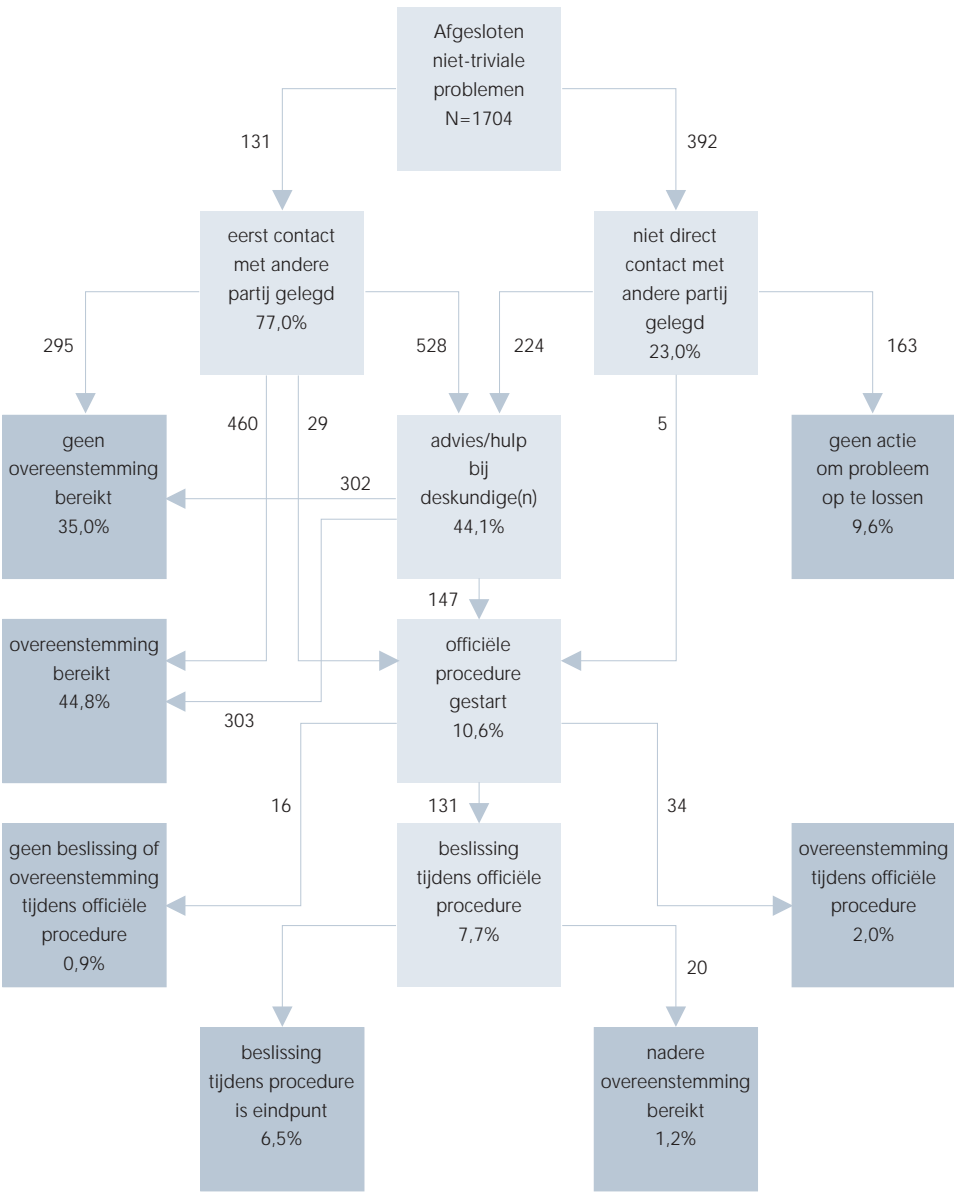 Afgesloten
niet-triviale
problemen
N=1704
131
392
eerst contact
met andere
partij gelegd
77,0%
niet direct
contact met
andere partij
gelegd
23,0%
295
528
224
163
460
29
5
geen
overeenstemming
bereikt
35,0%
302
advies/hulp
bij
deskundige(n)
44,1%
geen actie
om probleem
op te lossen
9,6%
147
overeenstemming
bereikt
44,8%
303
officiële
procedure
gestart
10,6%
16
131
34
geen beslissing of
overeenstemming
tijdens officiële
procedure
0,9%
beslissing
tijdens officiële
procedure
7,7%
overeenstemming
tijdens officiële
procedure
2,0%
20
beslissing
tijdens procedure
is eindpunt
6,5%
nadere
overeenstemming
bereikt
1,2%